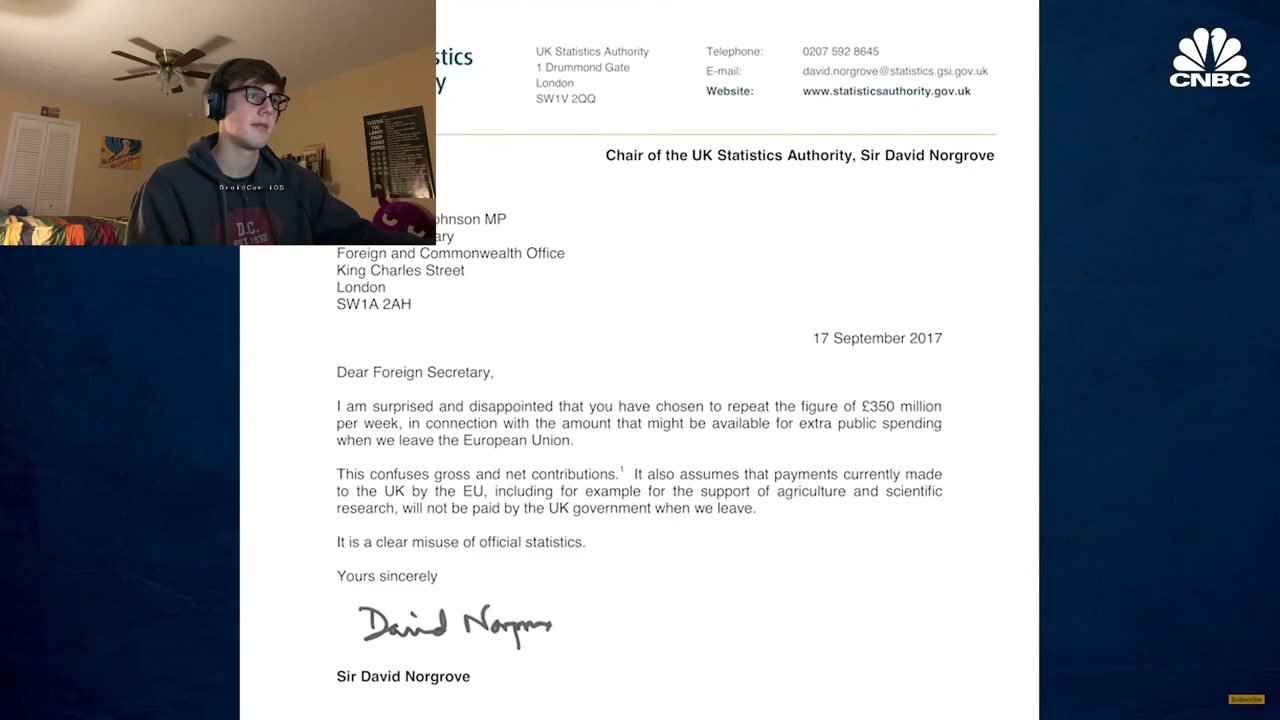 stics
y
UK Statistics Authority
1 Drummond Gate
London
SW1V 2QQ
Telephone: 0207 592 8645
E-mail: david.norgrove@statistics.gsi.gov.uk
Website: www.statisticsauthority.gov.uk
CNBC
Chair of the UK Statistics Authority, Sir David Norgrove
DroidCam iOS
D.C.
EST 1932
ohnson MP
ary
Foreign and Commonwealth Office
King Charles Street
London
SW1A 2AH
17 September 2017
Dear Foreign Secretary,
I am surprised and disappointed that you have chosen to repeat the figure of £350 million
per week, in connection with the amount that might be available for extra public spending
when we leave the European Union.
This confuses gross and net contributions.1 It also assumes that payments currently made
to the UK by the EU, including for example for the support of agriculture and scientific
research, will not be paid by the UK government when we leave.
It is a clear misuse of official statistics.
Yours sincerely
David Norgrove
Sir David Norgrove
Subscribe